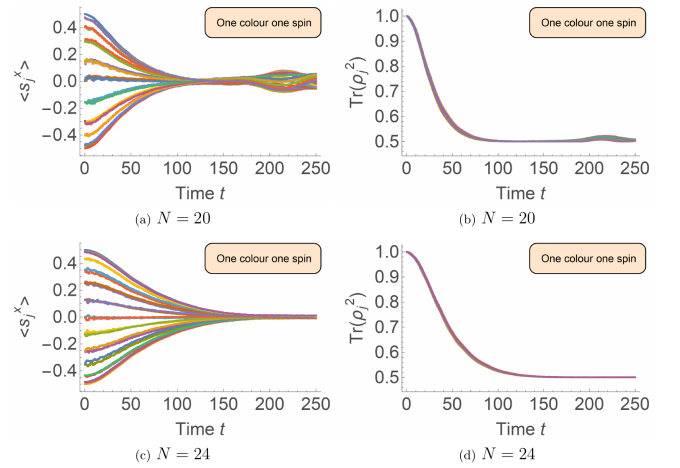 One colour one spin
<s_j^x>
0.4
0.2
0.0
−0.2
−0.4
0 50 100 150 200 250
Time t
(a) N = 20
One colour one spin
Tr(ρ_j^2)
1.0
0.9
0.8
0.7
0.6
0.5
0 50 100 150 200 250
Time t
(b) N = 20
One colour one spin
<s_j^x>
0.4
0.2
0.0
−0.2
−0.4
0 50 100 150 200 250
Time t
(c) N = 24
One colour one spin
Tr(ρ_j^2)
1.0
0.9
0.8
0.7
0.6
0.5
0 50 100 150 200 250
Time t
(d) N = 24